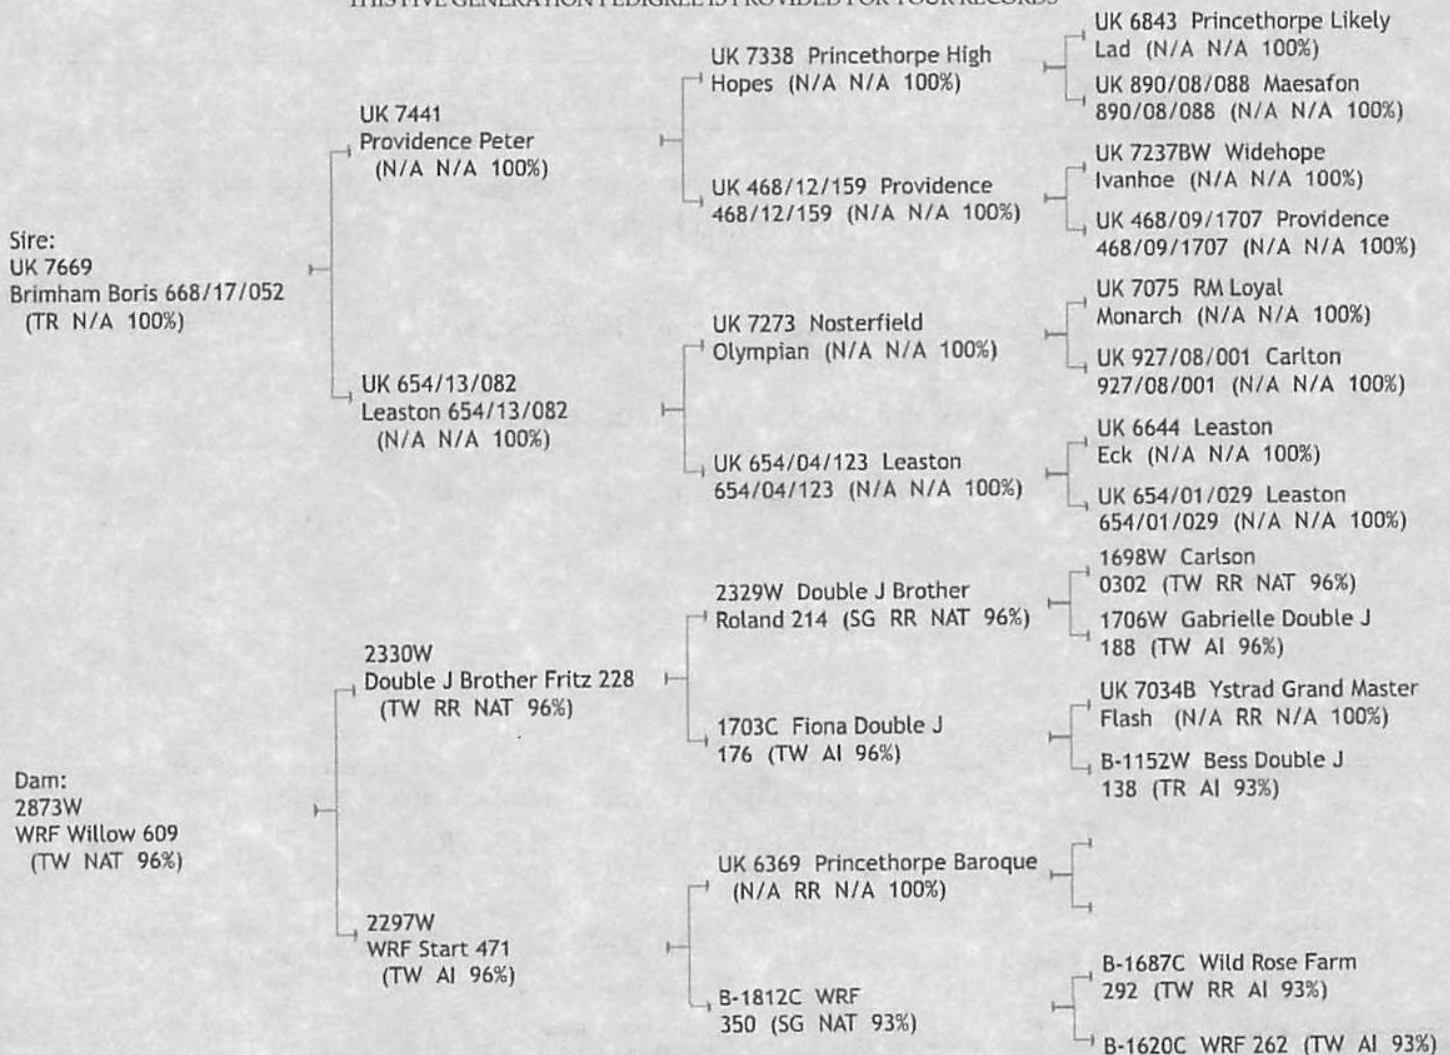 THIS FIVE GENERATION PEDIGREE IS PROVIDED FOR YOUR RECORDS
Sire:
UK 7669
Brimham Boris 668/17/052
(TR N/A 100%)
UK 7441
Providence Peter
(N/A N/A 100%)
UK 7338 Princethorpe High
Hopes (N/A N/A 100%)
UK 6843 Princethorpe Likely
Lad (N/A N/A 100%)
UK 890/08/088 Maesafon
890/08/088 (N/A N/A 100%)
UK 468/12/159 Providence
468/12/159 (N/A N/A 100%)
UK 7237BW Widehope
Ivanhoe (N/A N/A 100%)
UK 468/09/1707 Providence
468/09/1707 (N/A N/A 100%)
UK 654/13/082
Leaston 654/13/082
(N/A N/A 100%)
UK 7273 Nosterfield
Olympian (N/A N/A 100%)
UK 7075 RM Loyal
Monarch (N/A N/A 100%)
UK 927/08/001 Carlton
927/08/001 (N/A N/A 100%)
UK 654/04/123 Leaston
654/04/123 (N/A N/A 100%)
UK 6644 Leaston
Eck (N/A N/A 100%)
UK 654/01/029 Leaston
654/01/029 (N/A N/A 100%)
Dam:
2873W
WRF Willow 609
(TW NAT 96%)
2330W
Double J Brother Fritz 228
(TW RR NAT 96%)
2329W Double J Brother
Roland 214 (SG RR NAT 96%)
1698W Carlson
0302 (TW RR NAT 96%)
1706W Gabrielle Double J
188 (TW AI 96%)
1703C Fiona Double J
176 (TW AI 96%)
UK 7034B Ystrad Grand Master
Flash (N/A RR N/A 100%)
B-1152W Bess Double J
138 (TR AI 93%)
2297W
WRF Start 471
(TW AI 96%)
UK 6369 Princethorpe Baroque
(N/A RR N/A 100%)
B-1812C WRF
350 (SG NAT 93%)
B-1687C Wild Rose Farm
292 (TW RR AI 93%)
B-1620C WRF 262 (TW AI 93%)